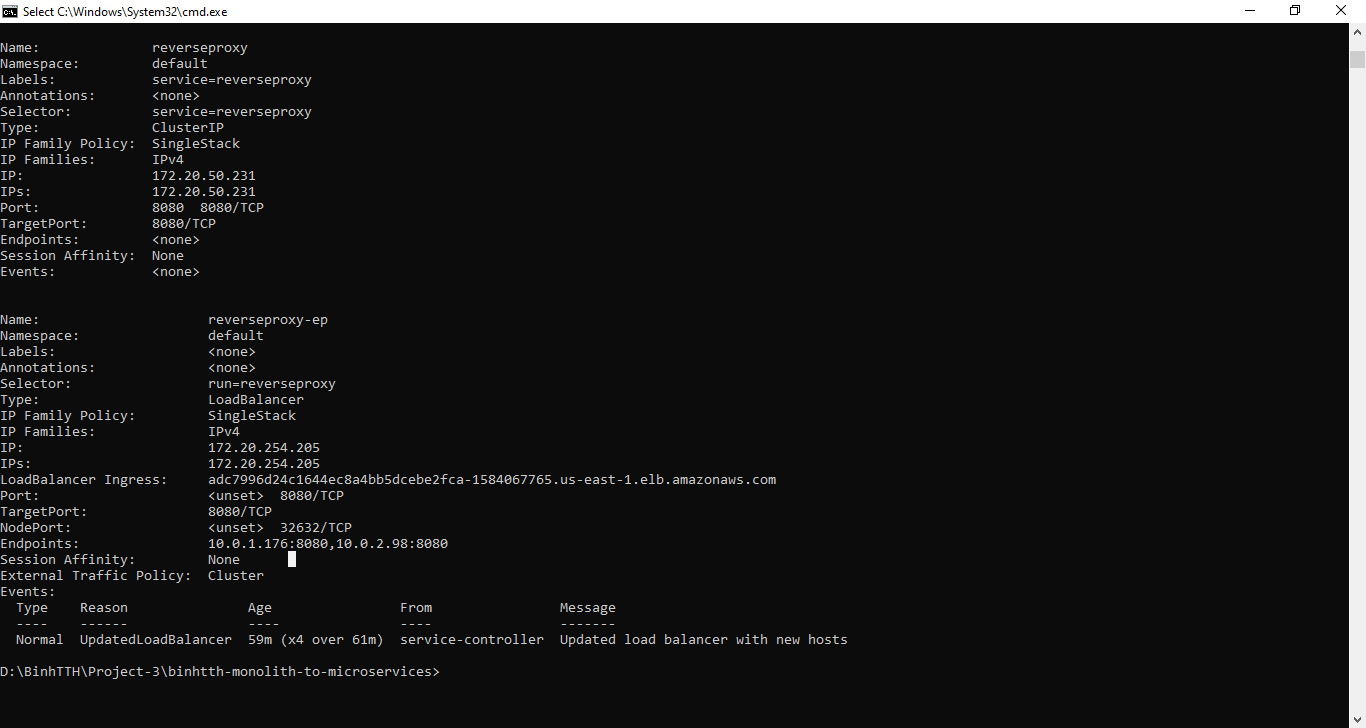 Select C:\Windows\System32\cmd.exe
Name:              reverseproxy
Namespace:         default
Labels:            service=reverseproxy
Annotations:       <none>
Selector:          service=reverseproxy
Type:              ClusterIP
IP Family Policy:  SingleStack
IP Families:       IPv4
IP:                172.20.50.231
IPs:               172.20.50.231
Port:              8080  8080/TCP
TargetPort:        8080/TCP
Endpoints:         <none>
Session Affinity:  None
Events:            <none>
Name:                     reverseproxy-ep
Namespace:                default
Labels:                   <none>
Annotations:              <none>
Selector:                 run=reverseproxy
Type:                     LoadBalancer
IP Family Policy:         SingleStack
IP Families:              IPv4
IP:                       172.20.254.205
IPs:                      172.20.254.205
LoadBalancer Ingress:     adc7996d24c1644ec8a4bb5dcebe2fca-1584067765.us-east-1.elb.amazonaws.com
Port:                     <unset>  8080/TCP
TargetPort:               8080/TCP
NodePort:                 <unset>  32632/TCP
Endpoints:                10.0.1.176:8080,10.0.2.98:8080
Session Affinity:         None
External Traffic Policy:  Cluster
Events:
  Type    Reason               Age                From                Message
  ----    ------               ----               ----                -------
  Normal  UpdatedLoadBalancer  59m (x4 over 61m)  service-controller  Updated load balancer with new hosts
D:\BinhTTH\Project-3\binhtth-monolith-to-microservices>